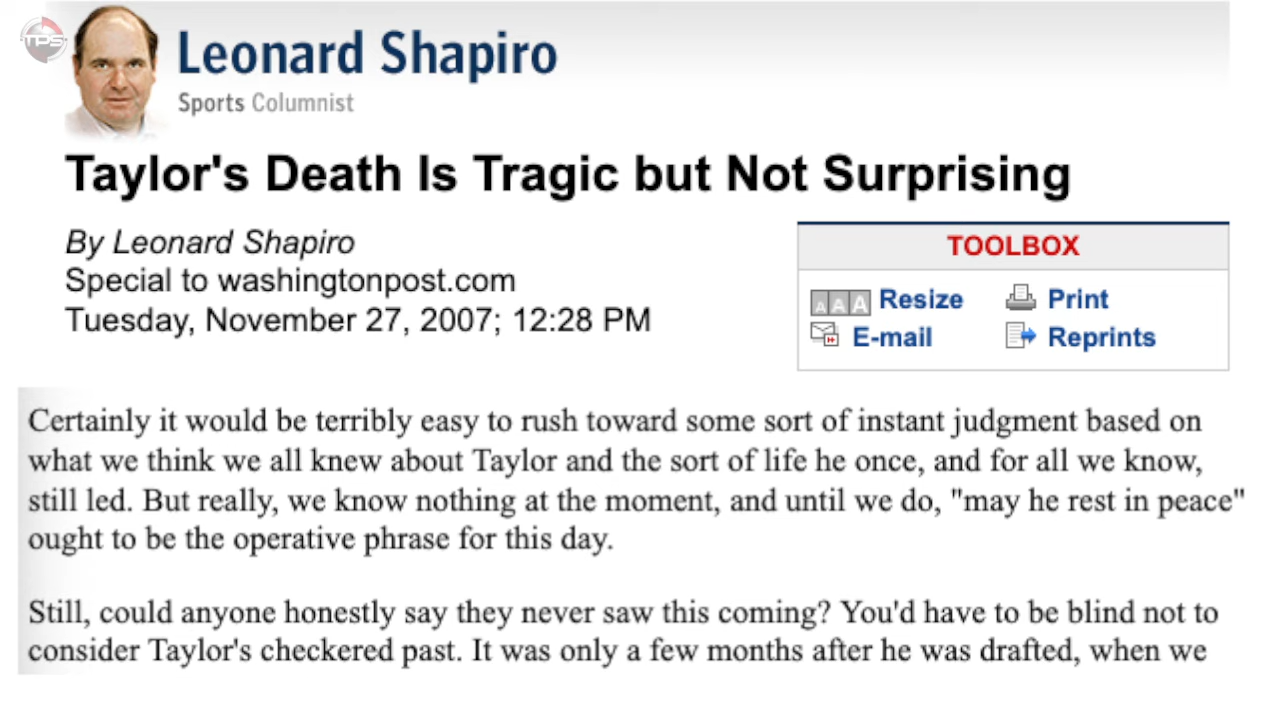 TPS
Leonard Shapiro
Sports Columnist
Taylor's Death Is Tragic but Not Surprising
By Leonard Shapiro
Special to washingtonpost.com
Tuesday, November 27, 2007; 12:28 PM
TOOLBOX
AAA Resize
Print
E-mail
Reprints
Certainly it would be terribly easy to rush toward some sort of instant judgment based on
what we think we all knew about Taylor and the sort of life he once, and for all we know,
still led. But really, we know nothing at the moment, and until we do, "may he rest in peace"
ought to be the operative phrase for this day.
Still, could anyone honestly say they never saw this coming? You'd have to be blind not to
consider Taylor's checkered past. It was only a few months after he was drafted, when we